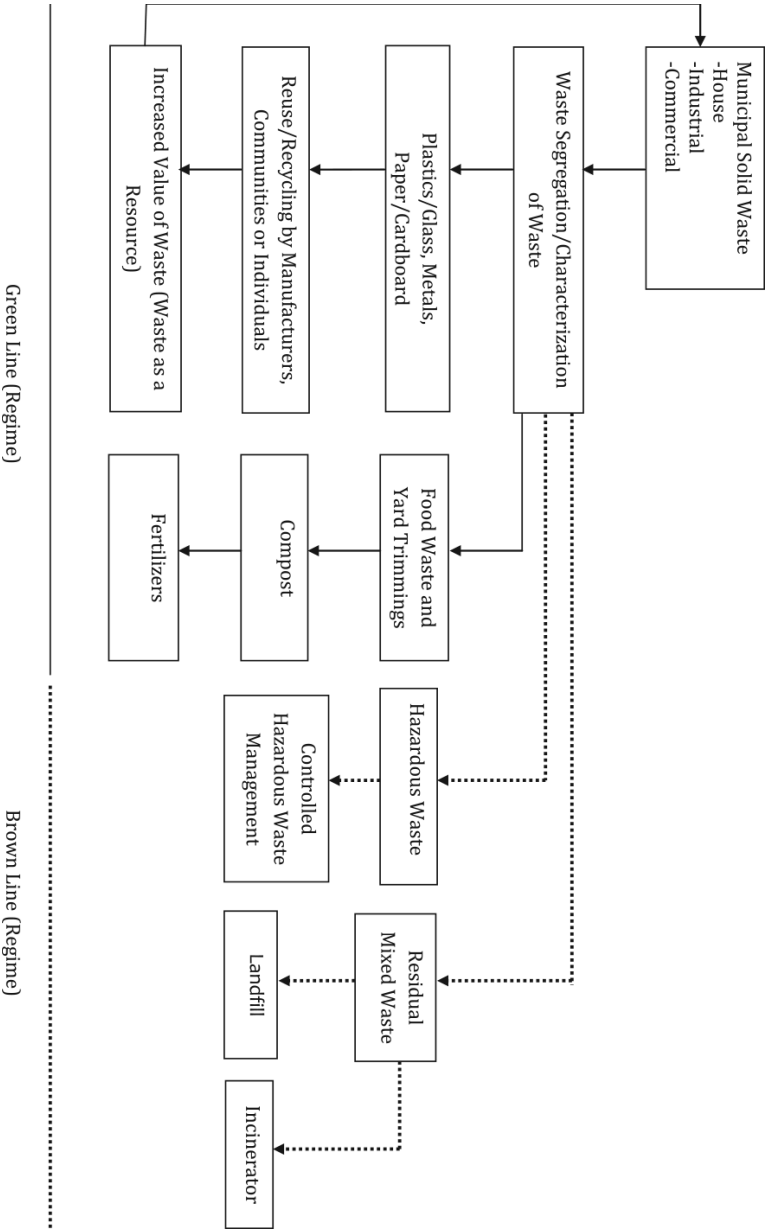 Municipal Solid Waste
-House
-Industrial
-Commercial
Waste Segregation/Characterization
of Waste
Plastics/Glass, Metals,
Paper/Cardboard
Reuse/Recycling by Manufacturers,
Communities or Individuals
Increased Value of Waste (Waste as a
Resource)
Food Waste and
Yard Trimmings
Compost
Fertilizers
Hazardous Waste
Controlled
Hazardous Waste
Management
Residual
Mixed Waste
Landfill
Incinerator
Green Line (Regime)
Brown Line (Regime)